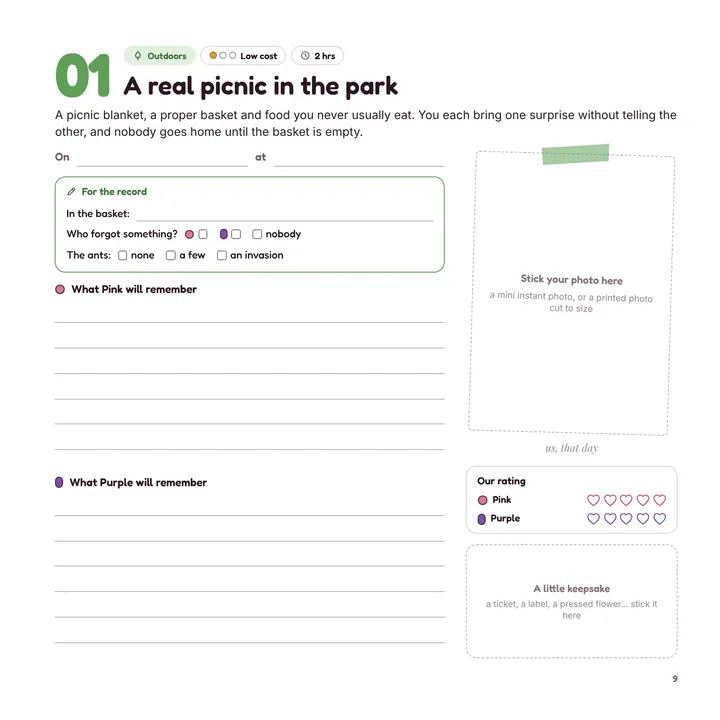 01
Outdoors
Low cost
2 hrs
A real picnic in the park
A picnic blanket, a proper basket and food you never usually eat. You each bring one surprise without telling the
other, and nobody goes home until the basket is empty.
On at
For the record
In the basket:
Who forgot something? nobody
The ants: none a few an invasion
What Pink will remember
What Purple will remember
Stick your photo here
a mini instant photo, or a printed photo
cut to size
us, that day
Our rating
Pink
Purple
A little keepsake
a ticket, a label, a pressed flower... stick it
here
9